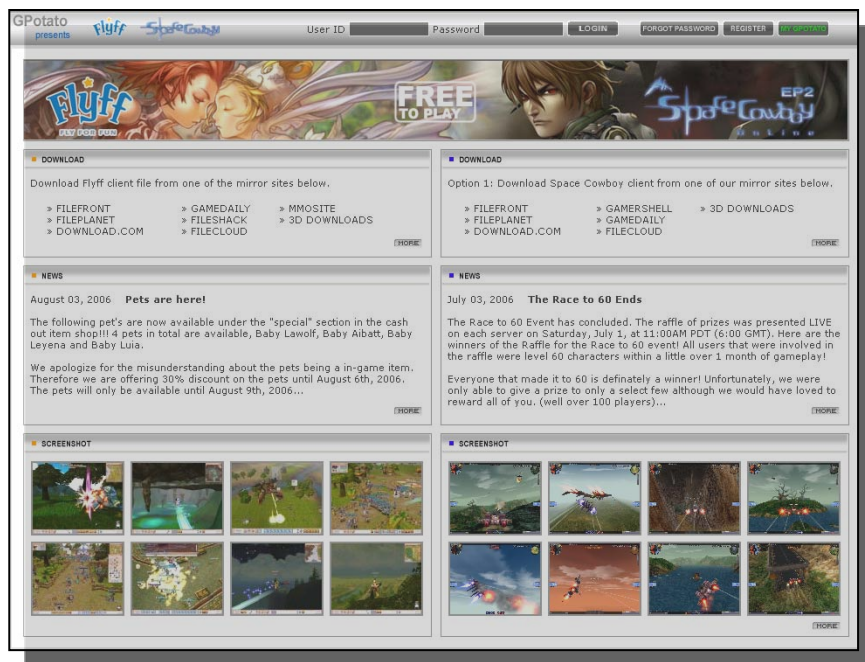 GPotato
presents
Flyff
SpaceCowboy
User ID
Password
LOGIN
FORGOT PASSWORD
REGISTER
MY GPOTATO
Flyff
FLY FOR FUN
FREE
TO PLAY
EP2
SpaceCowboy
Online
DOWNLOAD
Download Flyff client file from one of the mirror sites below.
» FILEFRONT » GAMEDAILY » MMOSITE
» FILEPLANET » FILESHACK » 3D DOWNLOADS
» DOWNLOAD.COM » FILECLOUD
MORE
DOWNLOAD
Option 1: Download Space Cowboy client from one of our mirror sites below.
» FILEFRONT » GAMERSHELL » 3D DOWNLOADS
» FILEPLANET » GAMEDAILY
» DOWNLOAD.COM » FILECLOUD
MORE
NEWS
August 03, 2006 Pets are here!
The following pet's are now available under the "special" section in the cash
out item shop!!! 4 pets in total are available, Baby Lawolf, Baby Aibatt, Baby
Leyena and Baby Luia.
We apologize for the misunderstanding about the pets being a in-game item.
Therefore we are offering 30% discount on the pets until August 6th, 2006.
The pets will only be available until August 9th, 2006...
MORE
NEWS
July 03, 2006 The Race to 60 Ends
The Race to 60 Event has concluded. The raffle of prizes was presented LIVE
on each server on Saturday, July 1, at 11:00AM PDT (6:00 GMT). Here are the
winners of the Raffle for the Race to 60 event! All users that were involved in
the raffle were level 60 characters within a little over 1 month of gameplay!
Everyone that made it to 60 is definately a winner! Unfortunately, we were
only able to give a prize to only a select few although we would have loved to
reward all of you. (well over 100 players)...
MORE
SCREENSHOT
SCREENSHOT
MORE